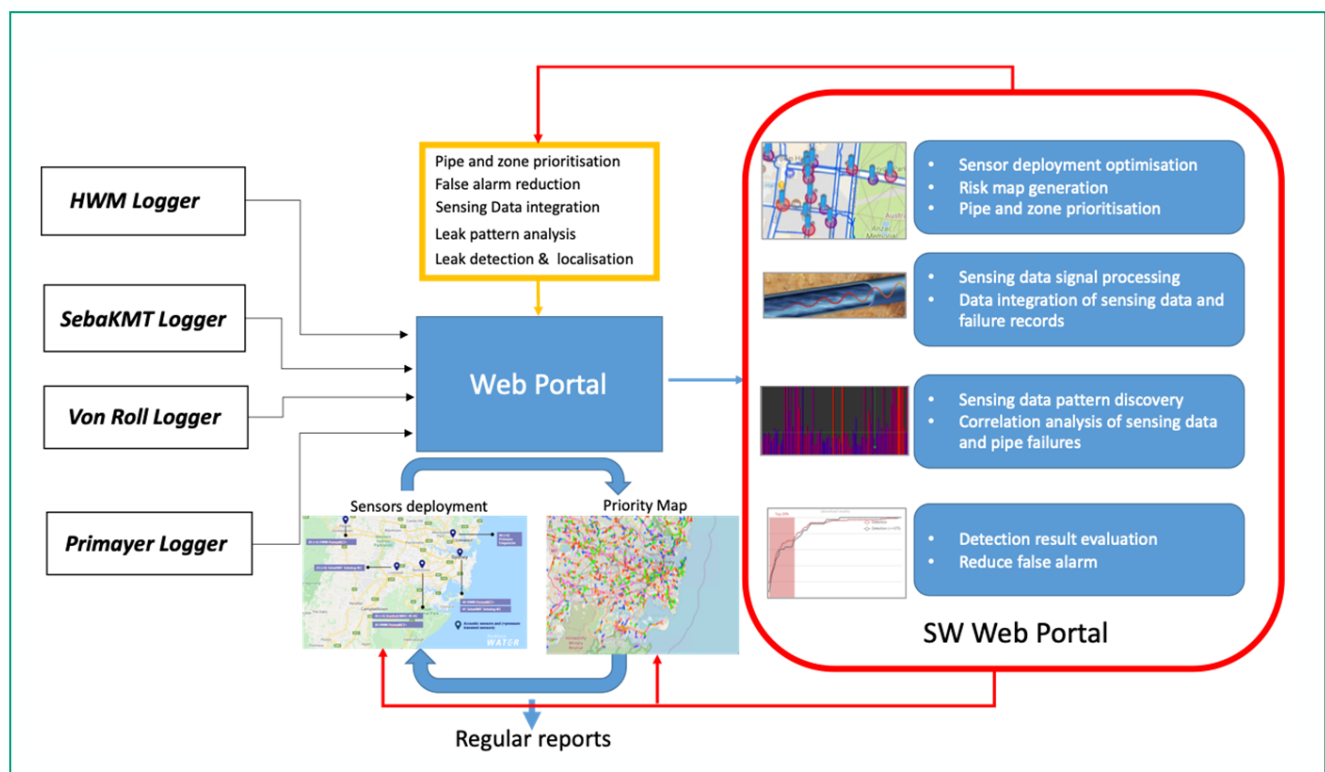 HWM Logger
SebaKMT Logger
Von Roll Logger
Primayer Logger
Pipe and zone prioritisation
False alarm reduction
Sensing Data integration
Leak pattern analysis
Leak detection & localisation
Web Portal
Sensors deployment
Priority Map
WATER
Regular reports
• Sensor deployment optimisation
• Risk map generation
• Pipe and zone prioritisation
• Sensing data signal processing
• Data integration of sensing data and
failure records
• Sensing data pattern discovery
• Correlation analysis of sensing data
and pipe failures
• Detection result evaluation
• Reduce false alarm
SW Web Portal